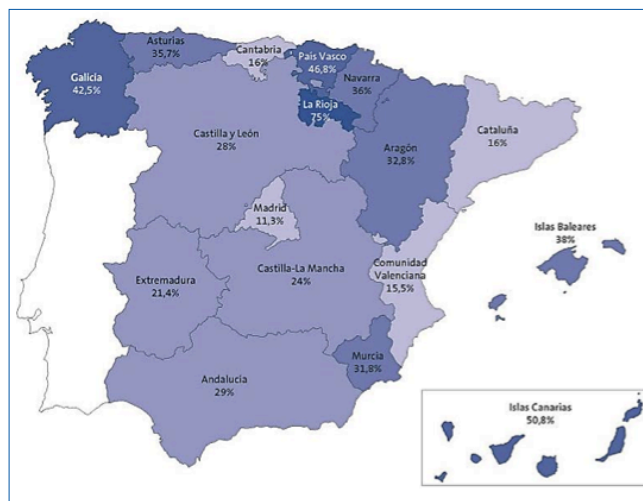 Asturias
35,7%
Cantabria
16%
País Vasco
46,8%
Galicia
42,5%
Navarra
36%
La Rioja
75%
Castilla y León
28%
Aragón
32,8%
Cataluña
16%
Madrid
11,3%
Islas Baleares
38%
Comunidad
Valenciana
15,5%
Castilla-La Mancha
24%
Extremadura
21,4%
Murcia
31,8%
Andalucía
29%
Islas Canarias
50,8%